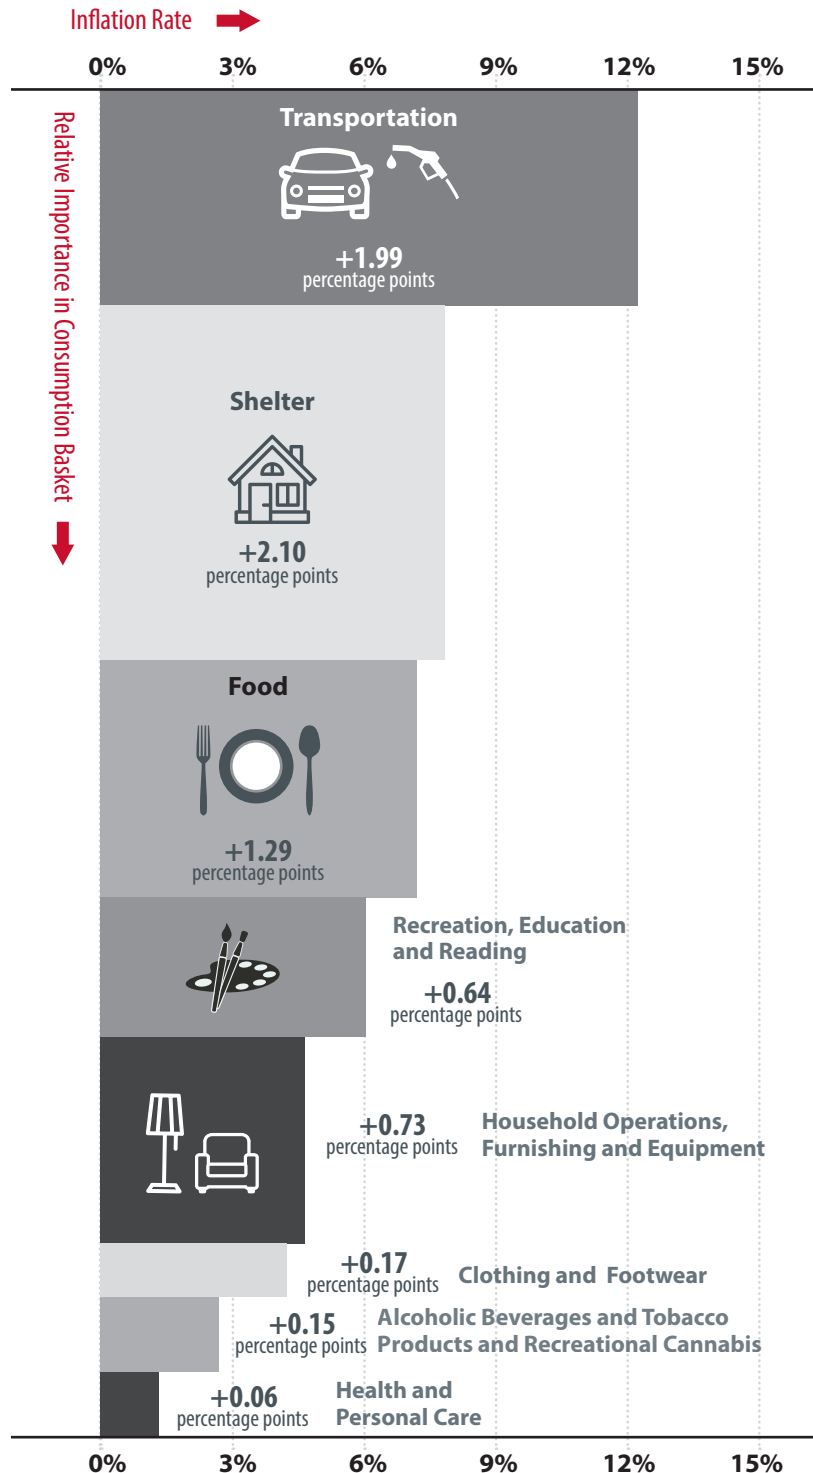 Inflation Rate
0% 3% 6% 9% 12% 15%
Relative Importance in Consumption Basket
Transportation
+1.99
percentage points
Shelter
+2.10
percentage points
Food
+1.29
percentage points
Recreation, Education
and Reading
+0.64
percentage points
+0.73
percentage points
Household Operations,
Furnishing and Equipment
+0.17
percentage points
Clothing and Footwear
+0.15
percentage points
Alcoholic Beverages and Tobacco
Products and Recreational Cannabis
+0.06
percentage points
Health and
Personal Care
0% 3% 6% 9% 12% 15%